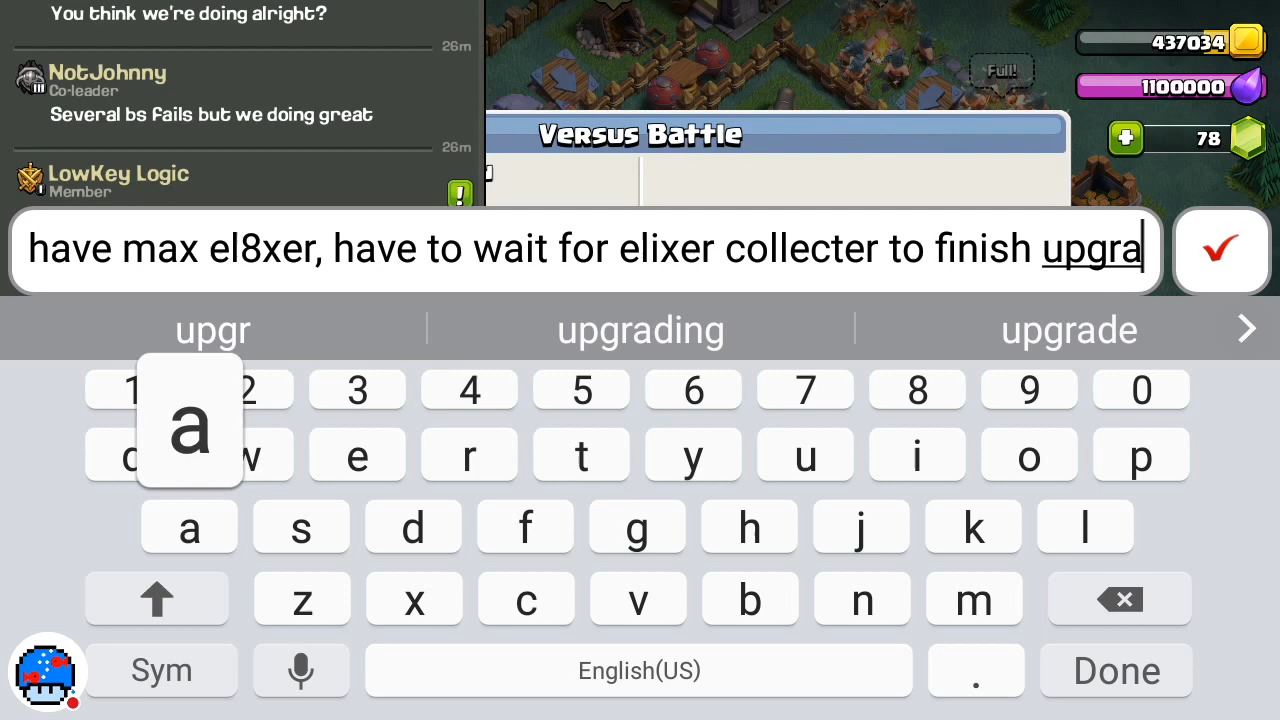 You think we're doing alright?
26m
NotJohnny
Co-leader
Several bs fails but we doing great
26m
LowKey Logic
Member
!
Full!
Versus Battle
437034
1100000
78
have max el8xer, have to wait for elixer collecter to finish upgra
upgr upgrading upgrade
a
1 2 3 4 5 6 7 8 9 0
w e r t y u i o p
a s d f g h j k l
z x c v b n m
Sym English(US) . Done